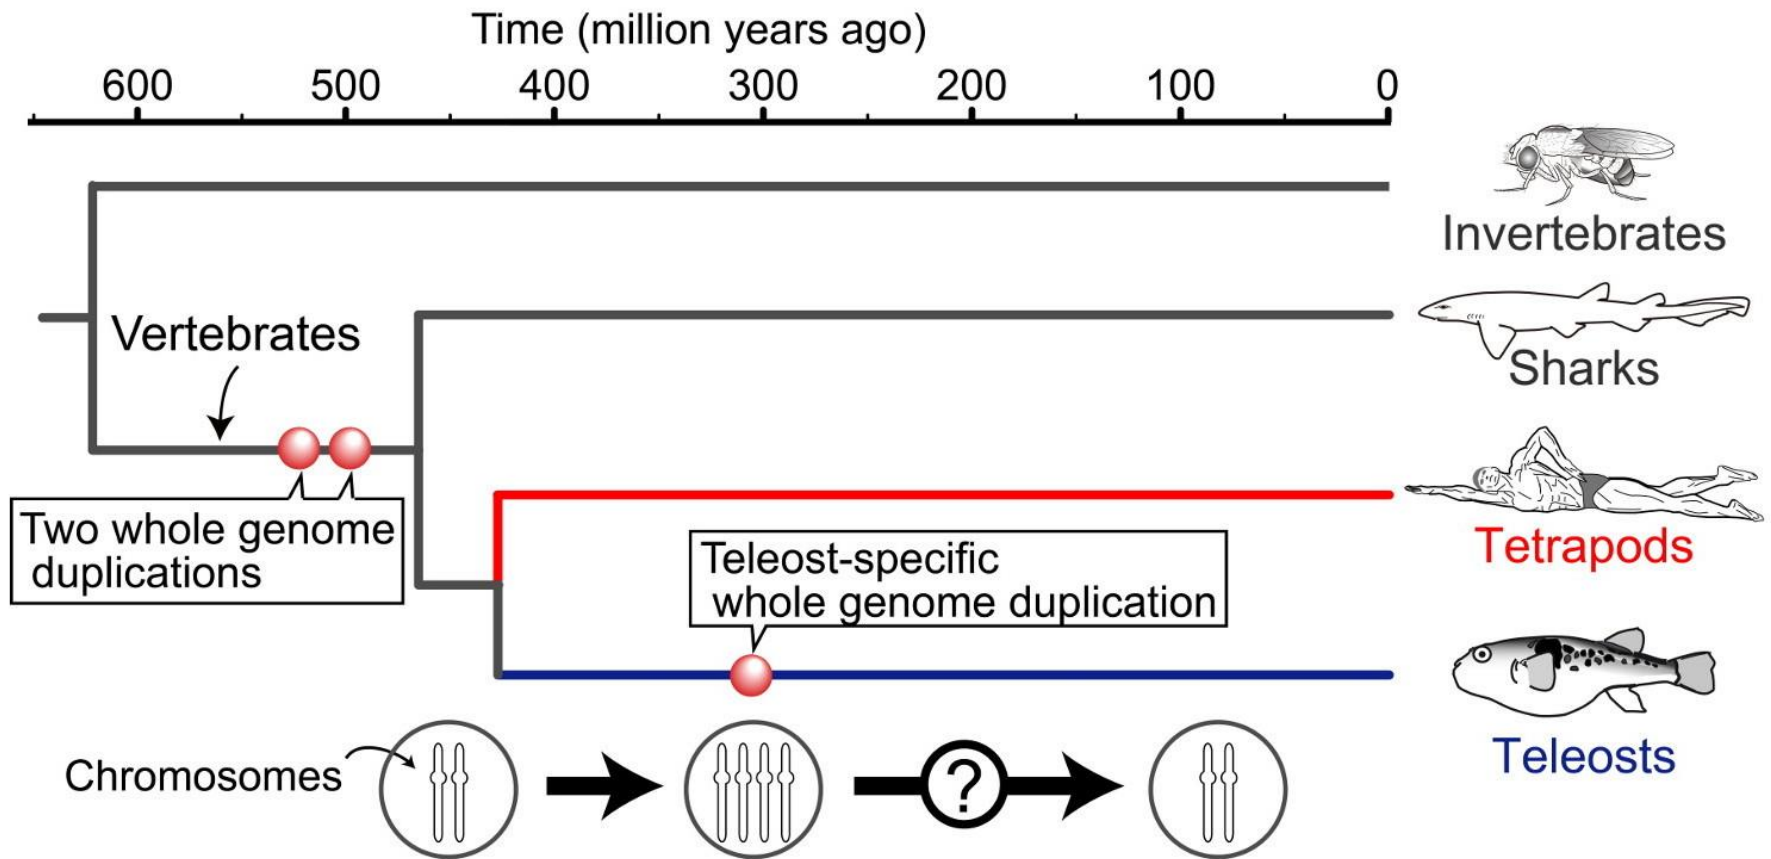 Time (million years ago)
600 500 400 300 200 100 0
Invertebrates
Vertebrates
Sharks
Two whole genome
duplications
Teleost-specific
whole genome duplication
Tetrapods
Teleosts
Chromosomes
?